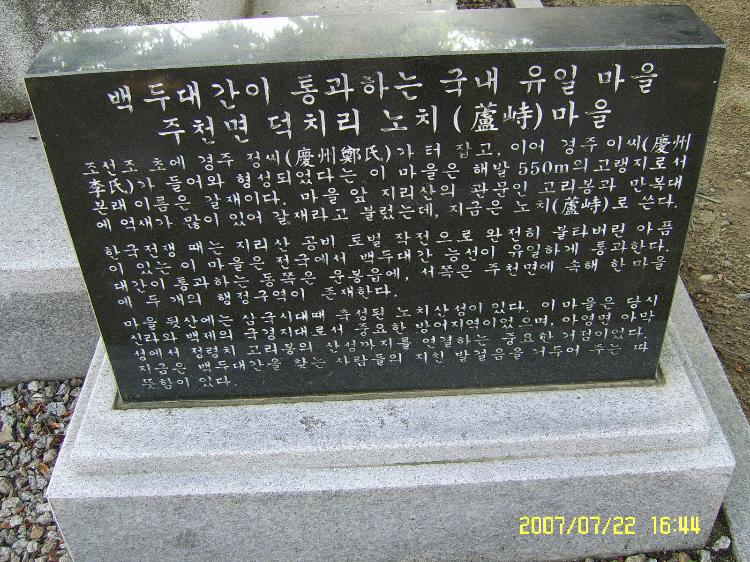 백두대간이 통과하는 국내 유일 마을
주천면 덕치리 노치(蘆峙)마을
조선조 초에 경주 정씨(慶州鄭氏)가 터 잡고, 이어 경주 이씨(慶州
李氏)가 들어와 형성되었다는 이 마을은 해발 550m의 고랭지로서
본래 이름은 갈재이다. 마을 앞 지리산의 관문인 고리봉과 만복대
에 억새가 많이 있어 갈재라고 불렀는데, 지금은 노치(蘆峙)로 쓴다.
한국전쟁 때는 지리산 공비 토벌 작전으로 완전히 불타버린 아픔
이 있는 이 마을은 전국에서 백두대간 능선이 유일하게 통과한다.
대간이 통과하는 동쪽은 운봉읍에, 서쪽은 주천면에 속해 한 마을
에 두 개의 행정구역이 존재한다.
마을 뒷산에는 삼국시대때 축성된 노치산성이 있다. 이 마을은 당시
신라와 백제의 국경지대로서 중요한 방어지역이었으며, 아영면 아막
성에서 정령치 고리봉의 산성까지를 연결하는 중요한 거점이었다.
지금은 백두대간을 찾는 사람들의 지친 발걸음을 거두어 주는 따
뜻함이 있다.
2007/07/22 16:44